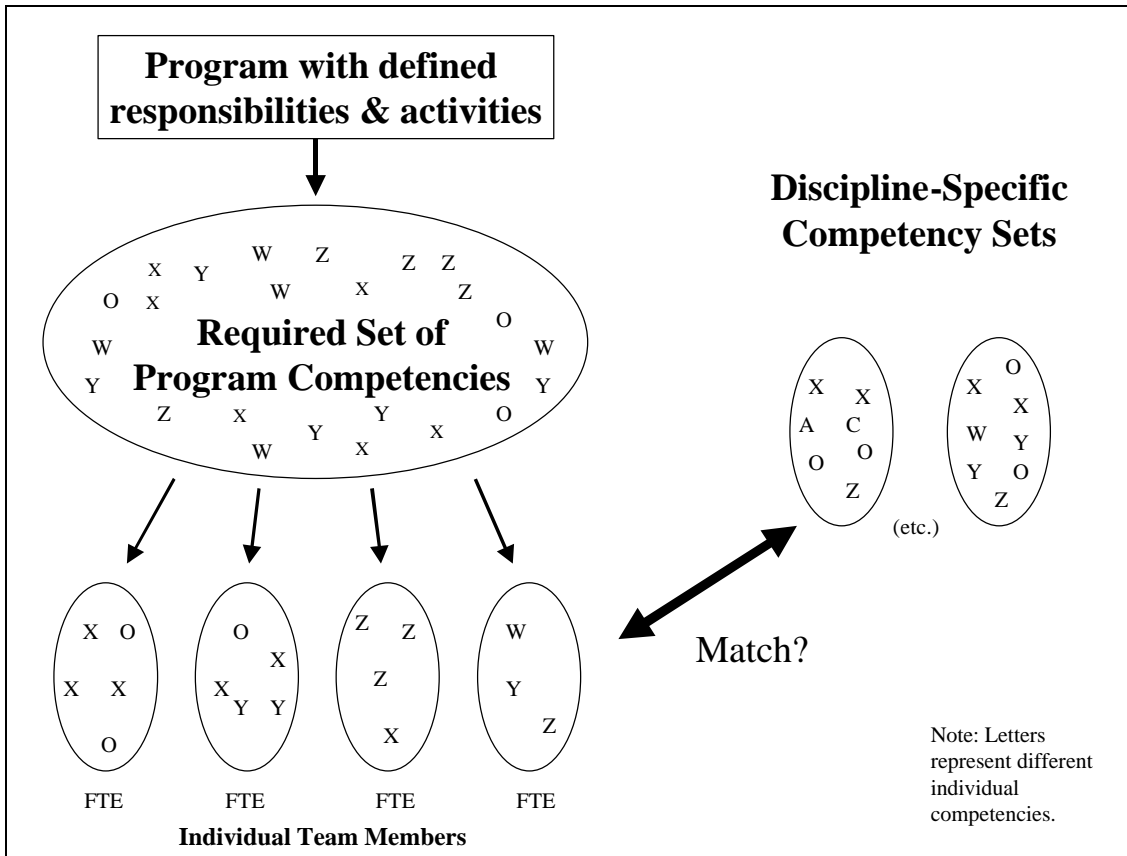 Program with defined
responsibilities & activities
Discipline-Specific
Competency Sets
W Z Z Z
X Y
O X W X Z
O
Required Set of
W W
Program Competencies
Y Y
Z X Y O
Y X
W X
X O
X X
A C W Y
O O Y O
Z Z
(etc.)
Match?
X O O Z Z W
X
X X X Z Y
Y Y
O X Z
FTE FTE FTE FTE
Individual Team Members
Note: Letters
represent different
individual
competencies.